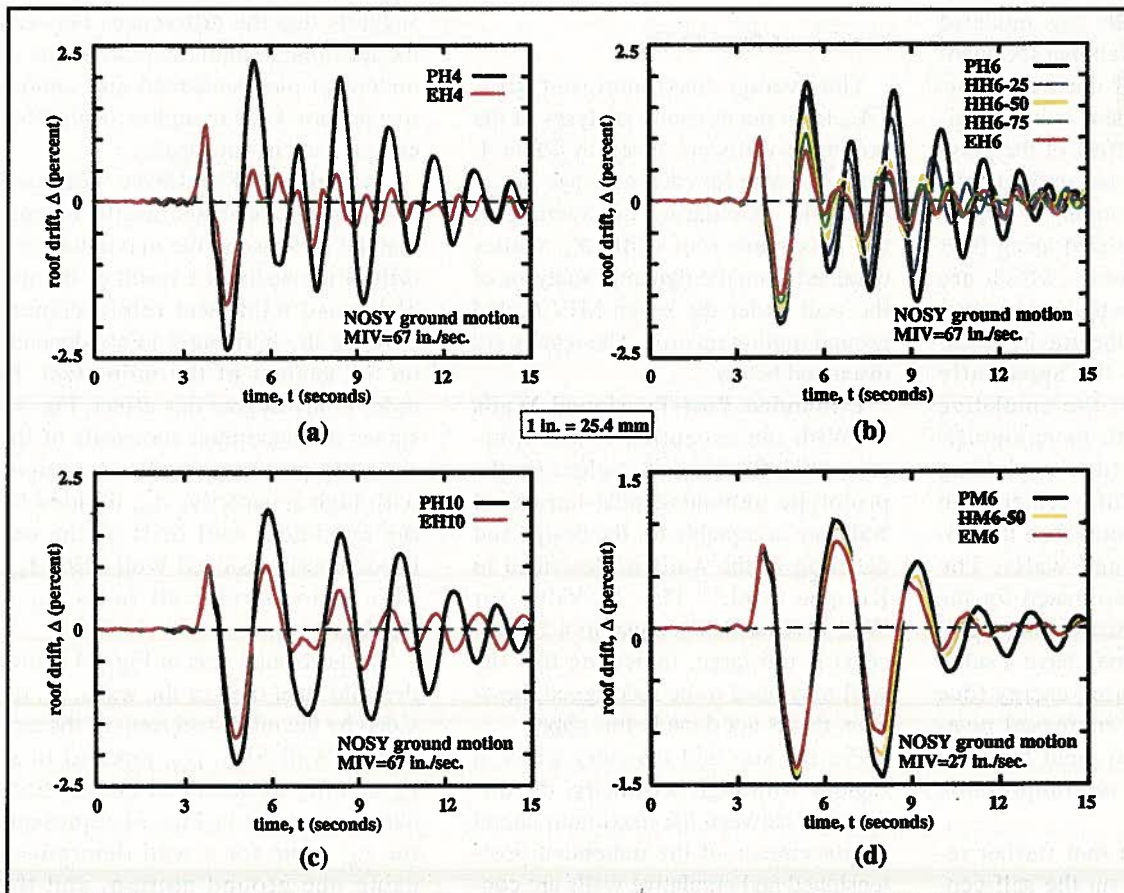 2.5
0
-2.5
roof drift, Δ (percent)
PH4
EH4
NOSY ground motion
MIV=67 in./sec.
0 3 6 9 12 15
time, t (seconds)
(a)
2.5
0
-2.5
roof drift, Δ (percent)
PH6
HH6-25
HH6-50
HH6-75
EH6
NOSY ground motion
MIV=67 in./sec.
0 3 6 9 12 15
time, t (seconds)
(b)
1 in. = 25.4 mm
2.5
0
-2.5
roof drift, Δ (percent)
PH10
EH10
NOSY ground motion
MIV=67 in./sec.
0 3 6 9 12 15
time, t (seconds)
(c)
1.5
0
-1.5
roof drift, Δ (percent)
PM6
HM6-50
EM6
NOSY ground motion
MIV=27 in./sec.
0 3 6 9 12 15
time, t (seconds)
(d)